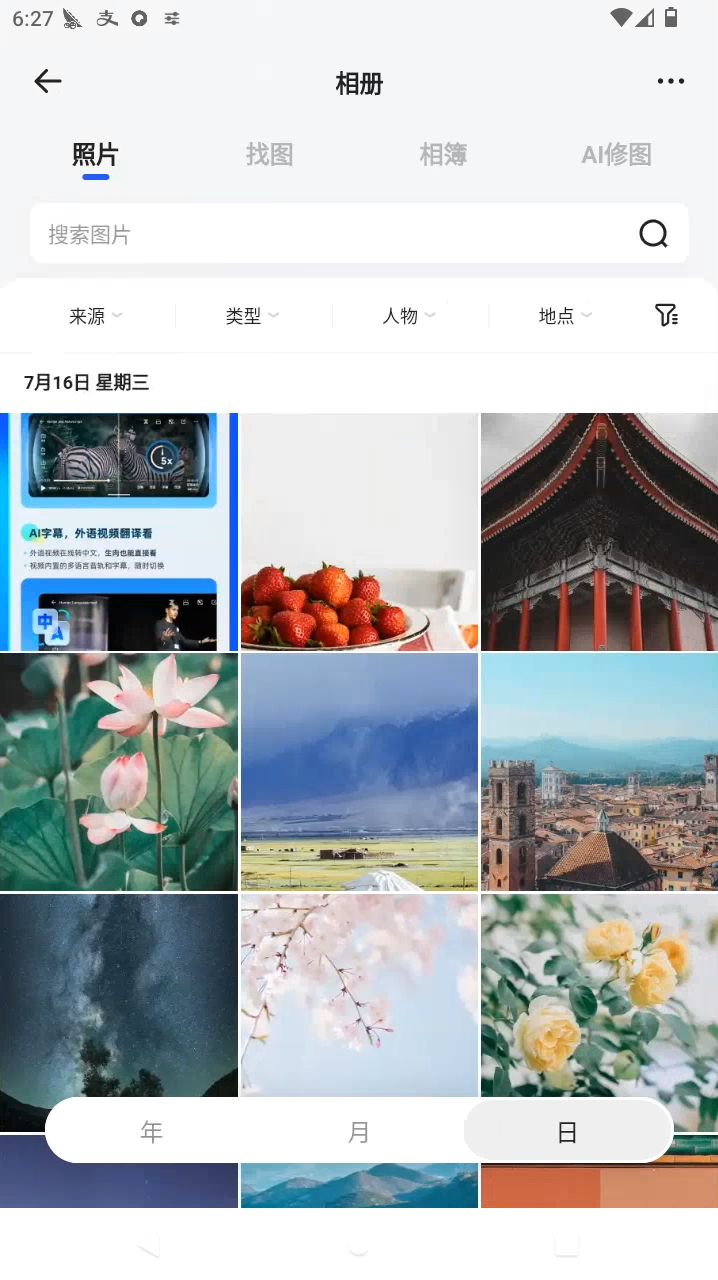 6:27
相册
照片 找图 相簿 AI修图
搜索图片
来源 类型 人物 地点
7月16日 星期三
5x
AI字幕，外语视频翻译看
· 外语视频在线转中文，生肉也能直接看
· 视频内置的多语言音轨和字幕，随时切换
中
年 月 日